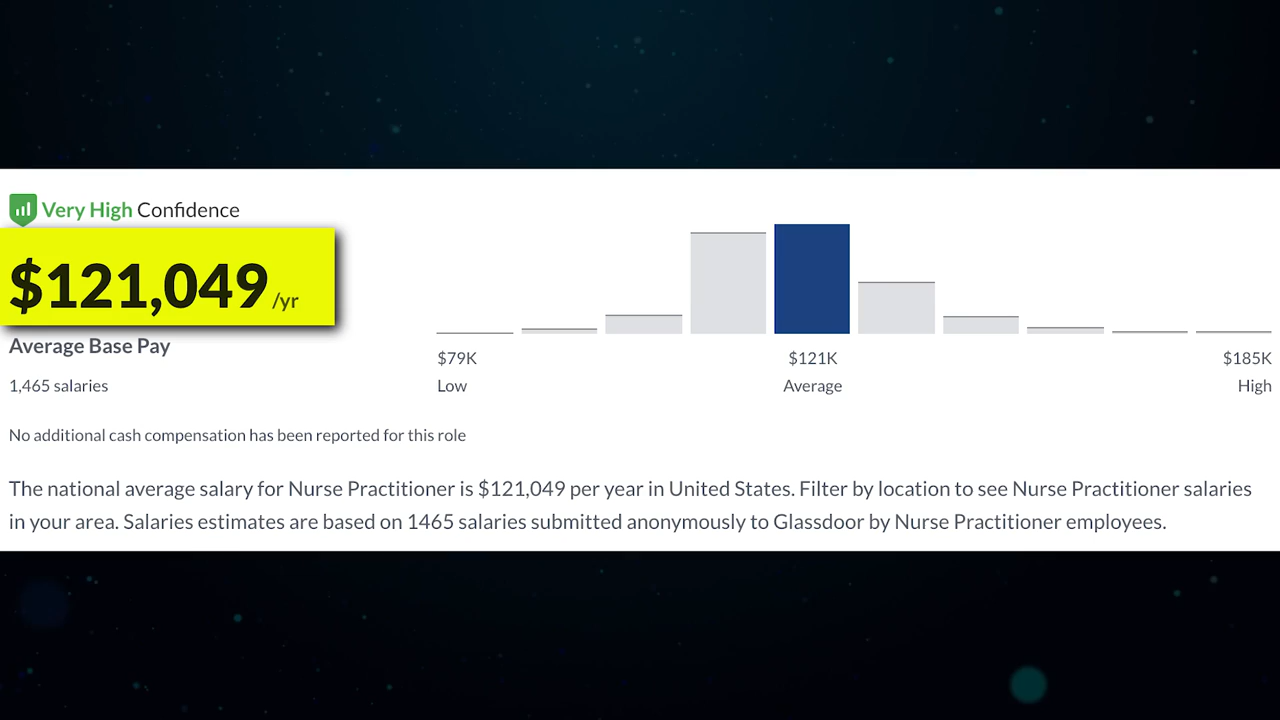 Very High Confidence
$121,049 /yr
Average Base Pay
1,465 salaries
$79K
$121K
$185K
Low
Average
High
No additional cash compensation has been reported for this role
The national average salary for Nurse Practitioner is $121,049 per year in United States. Filter by location to see Nurse Practitioner salaries
in your area. Salaries estimates are based on 1465 salaries submitted anonymously to Glassdoor by Nurse Practitioner employees.